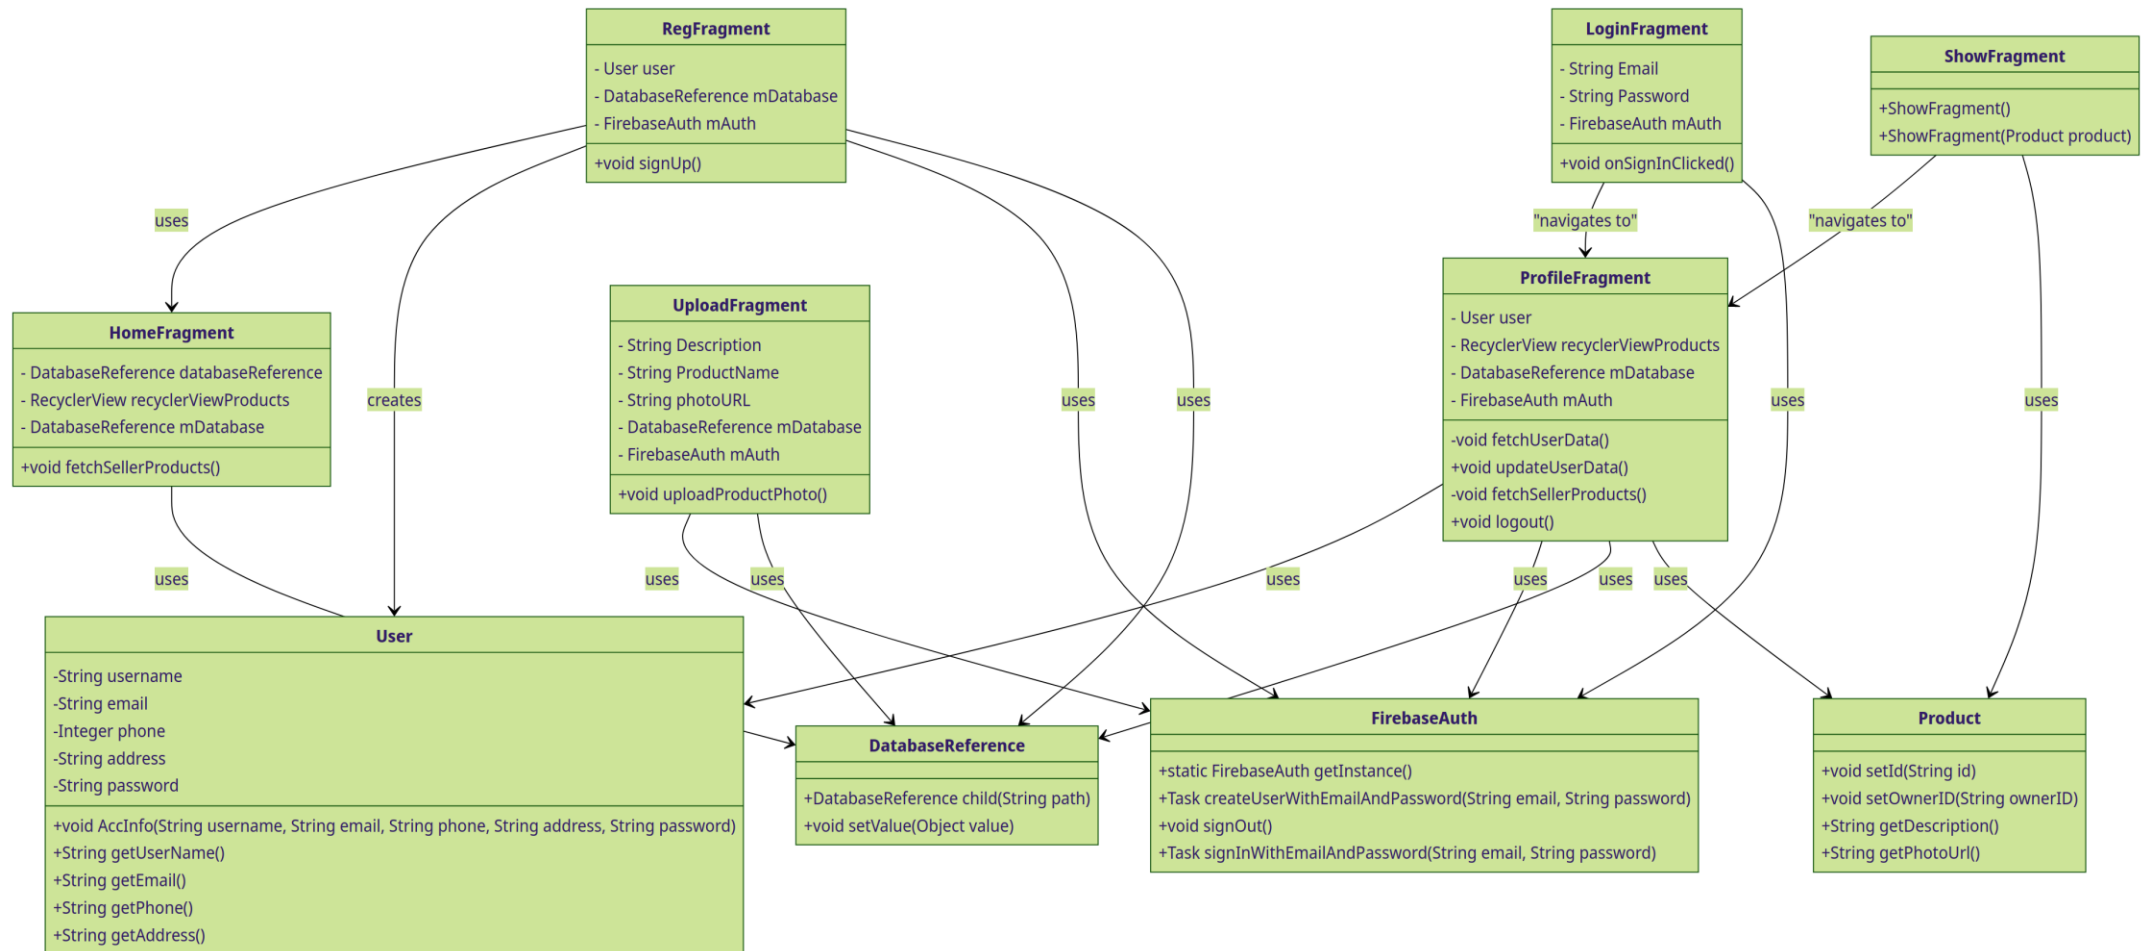 RegFragment
- User user
- DatabaseReference mDatabase
- FirebaseAuth mAuth
+void signUp()
LoginFragment
- String Email
- String Password
- FirebaseAuth mAuth
+void onSignInClicked()
ShowFragment
+ShowFragment()
+ShowFragment(Product product)
uses
"navigates to"
"navigates to"
HomeFragment
- DatabaseReference databaseReference
- RecyclerView recyclerViewProducts
- DatabaseReference mDatabase
+void fetchSellerProducts()
creates
UploadFragment
- String Description
- String ProductName
- String photoURL
- DatabaseReference mDatabase
- FirebaseAuth mAuth
+void uploadProductPhoto()
uses
uses
ProfileFragment
- User user
- RecyclerView recyclerViewProducts
- DatabaseReference mDatabase
- FirebaseAuth mAuth
-void fetchUserData()
+void updateUserData()
-void fetchSellerProducts()
+void logout()
uses
uses
uses
uses
uses
uses
uses
uses
uses
User
-String username
-String email
-Integer phone
-String address
-String password
+void AccInfo(String username, String email, String phone, String address, String password)
+String getUserName()
+String getEmail()
+String getPhone()
+String getAddress()
DatabaseReference
+DatabaseReference child(String path)
+void setValue(Object value)
FirebaseAuth
+static FirebaseAuth getInstance()
+Task createUserWithEmailAndPassword(String email, String password)
+void signOut()
+Task signInWithEmailAndPassword(String email, String password)
Product
+void setId(String id)
+void setOwnerID(String ownerID)
+String getDescription()
+String getPhotoUrl()